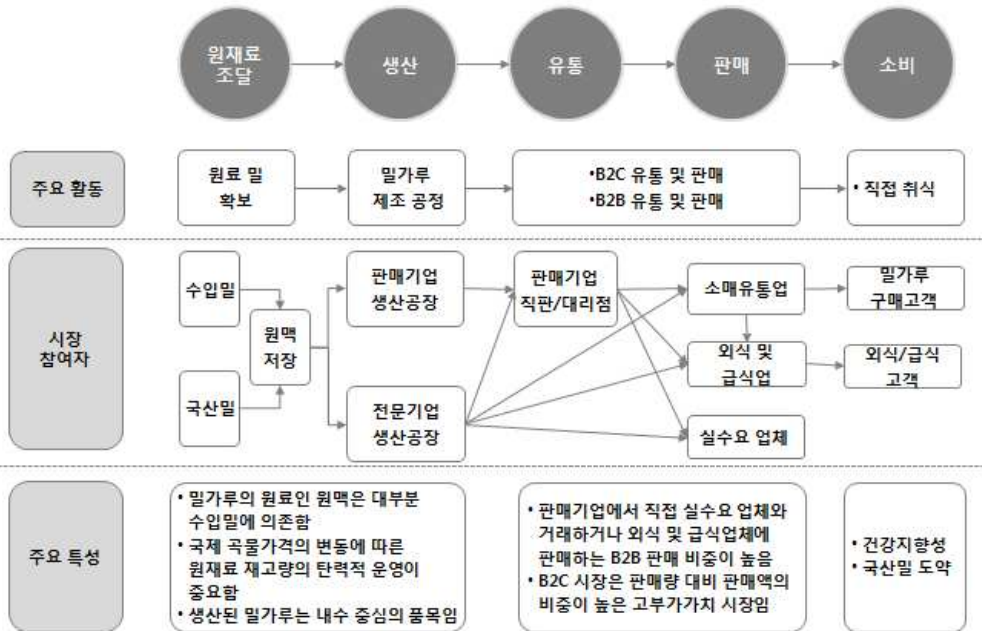 원재료
조달
생산
유통
판매
소비
주요 활동
원료 밀
확보
밀가루
제조 공정
•B2C 유통 및 판매
•B2B 유통 및 판매
• 직접 취식
시장
참여자
수입밀
국산밀
원맥
저장
판매기업
생산공장
전문기업
생산공장
판매기업
직판/대리점
소매유통업
외식 및
급식업
실수요 업체
밀가루
구매고객
외식/급식
고객
주요 특성
• 밀가루의 원료인 원맥은 대부분
수입밀에 의존함
• 국제 곡물가격의 변동에 따른
원재료 재고량의 탄력적 운영이
중요함
• 생산된 밀가루는 내수 중심의 품목임
• 판매기업에서 직접 실수요 업체와
거래하거나 외식 및 급식업체에
판매하는 B2B 판매 비중이 높음
• B2C 시장은 판매량 대비 판매액의
비중이 높은 고부가가치 시장임
• 건강지향성
• 국산밀 도약